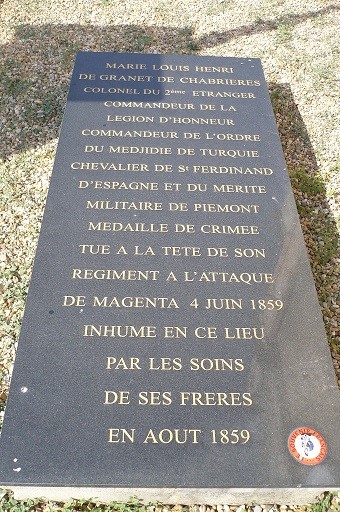 MARIE LOUIS HENRI
DE GRANET DE CHABRIERES
COLONEL DU 2ème ETRANGER
COMMANDEUR DE LA
LEGION D'HONNEUR
COMMANDEUR DE L'ORDRE
DU MEDJIDIE DE TURQUIE
CHEVALIER DE St FERDINAND
D'ESPAGNE ET DU MERITE
MILITAIRE DE PIEMONT
MEDAILLE DE CRIMEE
TUE A LA TETE DE SON
REGIMENT A L'ATTAQUE
DE MAGENTA 4 JUIN 1859
INHUME EN CE LIEU
PAR LES SOINS
DE SES FRERES
EN AOUT 1859